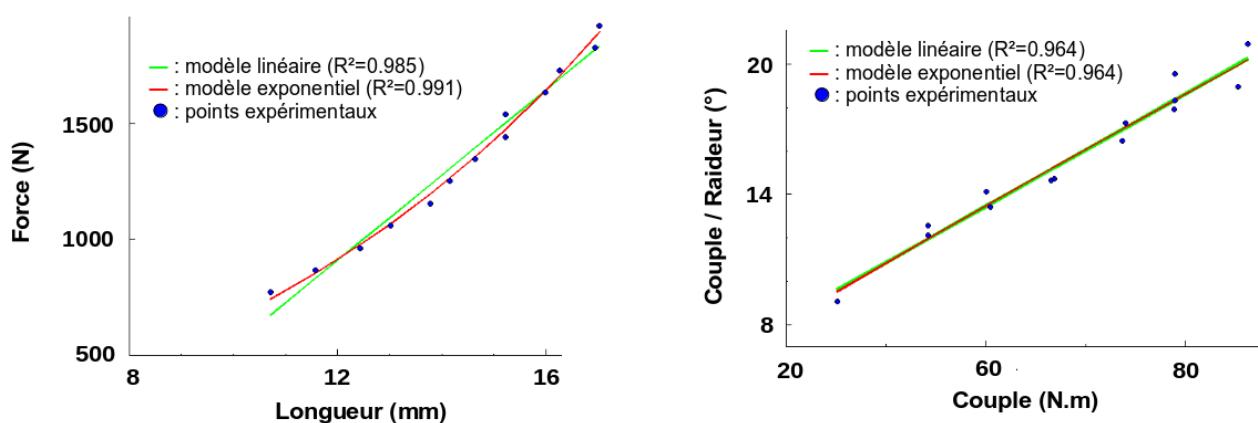 : modèle linéaire (R²=0.985)
: modèle exponentiel (R²=0.991)
: points expérimentaux
Force (N)
1500
1000
500
8
12
16
Longueur (mm)
: modèle linéaire (R²=0.964)
: modèle exponentiel (R²=0.964)
: points expérimentaux
Couple / Raideur (°)
20
14
8
20
60
80
Couple (N.m)